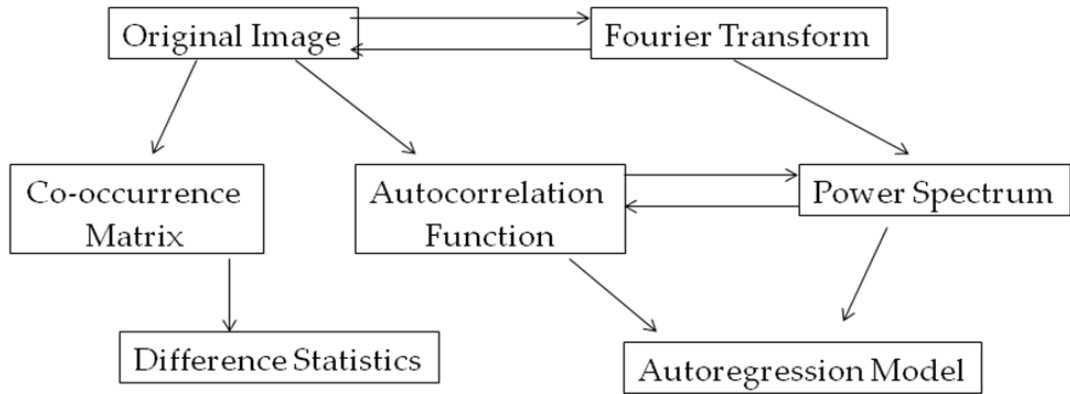 Original Image
Fourier Transform
Co-occurrence
Matrix
Autocorrelation
Function
Power Spectrum
Difference Statistics
Autoregression Model